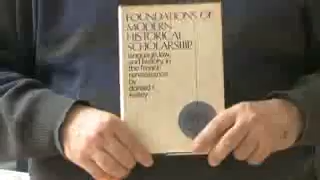 FOUNDATIONS OF
MODERN
HISTORICAL
SCHOLARSHIP
language, law,
and history in
the french
renaissance
by
donald r.
kelley